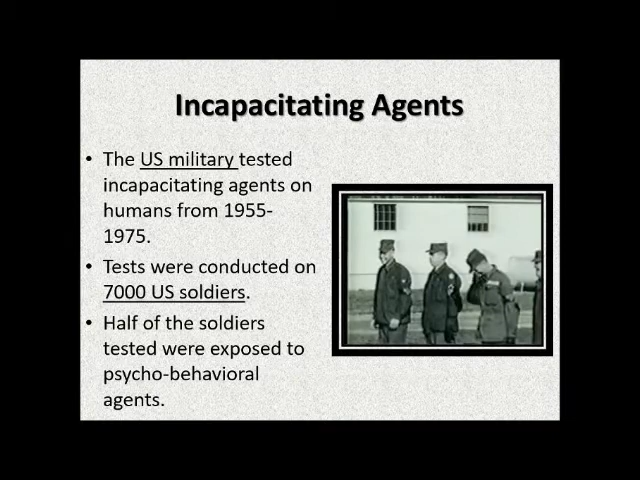 Incapacitating Agents
• The US military tested
incapacitating agents on
humans from 1955-
1975.
• Tests were conducted on
7000 US soldiers.
• Half of the soldiers
tested were exposed to
psycho-behavioral
agents.